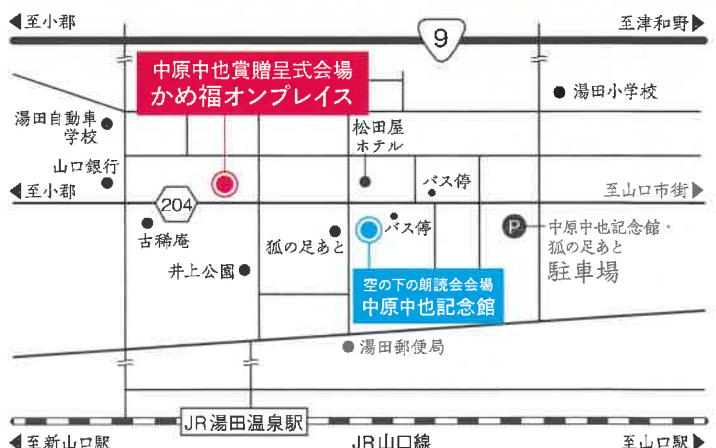 ◀至小郡
至津和野▶
9
中原中也賞贈呈式会場
かめ福オンプレイス
湯田小学校
湯田自動車
学校
松田屋
ホテル
山口銀行
バス停
◀至小郡
至山口市街▶
204
古稀庵
狐の足あと
バス停
P
中原中也記念館・
狐の足あと
駐車場
井上公園
空の下の朗読会会場
中原中也記念館
湯田郵便局
JR湯田温泉駅
◀至新山口駅
JR山口線
至山口駅▶